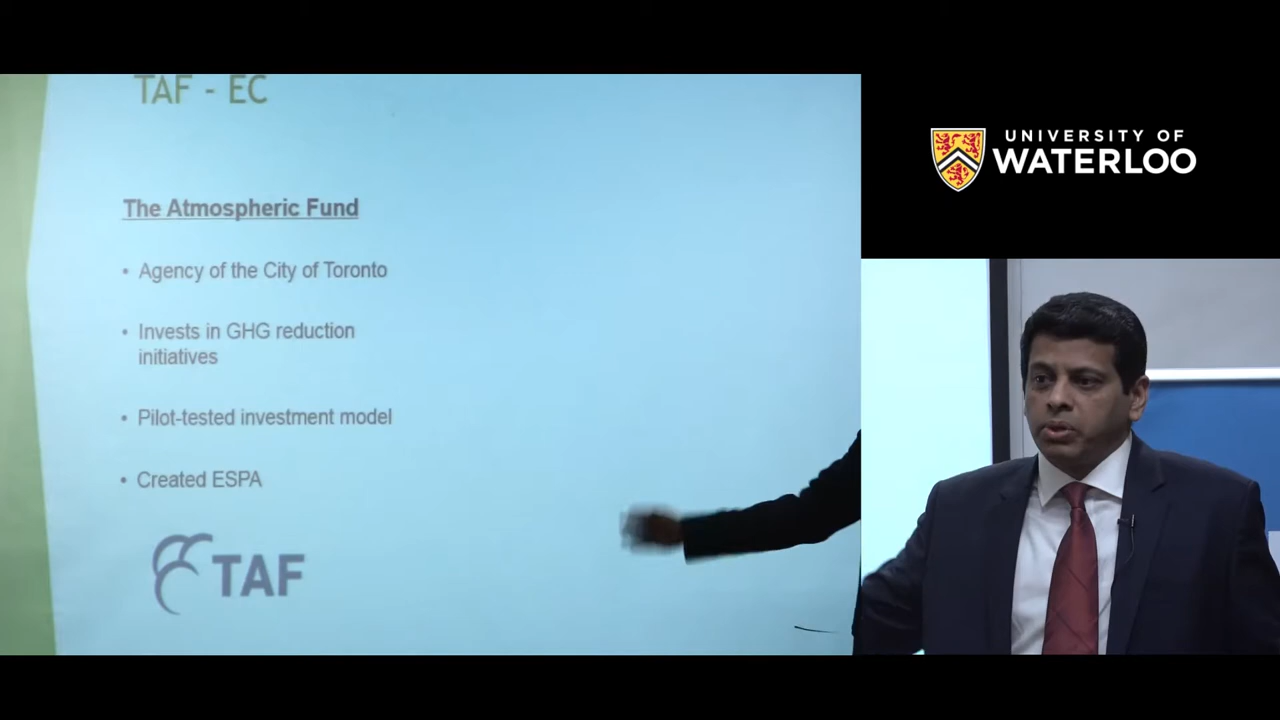 TAF - EC
UNIVERSITY OF
WATERLOO
The Atmospheric Fund
• Agency of the City of Toronto
• Invests in GHG reduction
initiatives
• Pilot-tested investment model
• Created ESPA
TAF